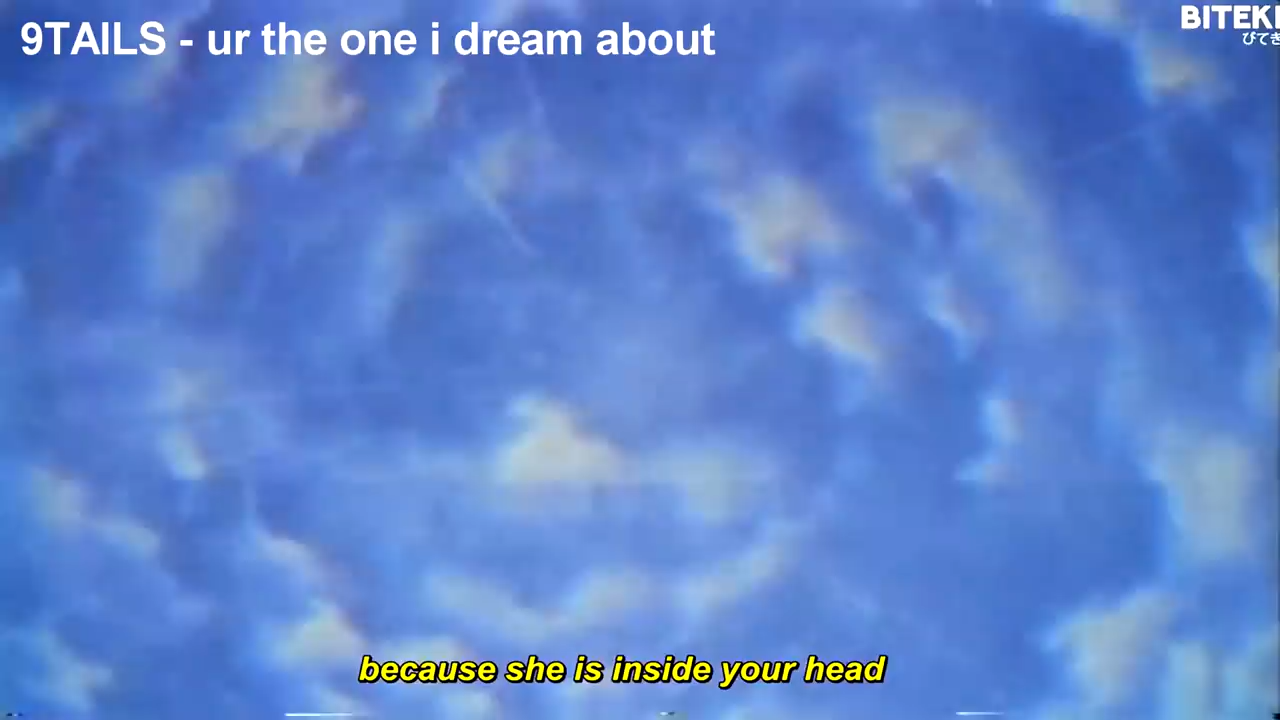 9TAILS - ur the one i dream about
BITEKI
びてき
because she is inside your head